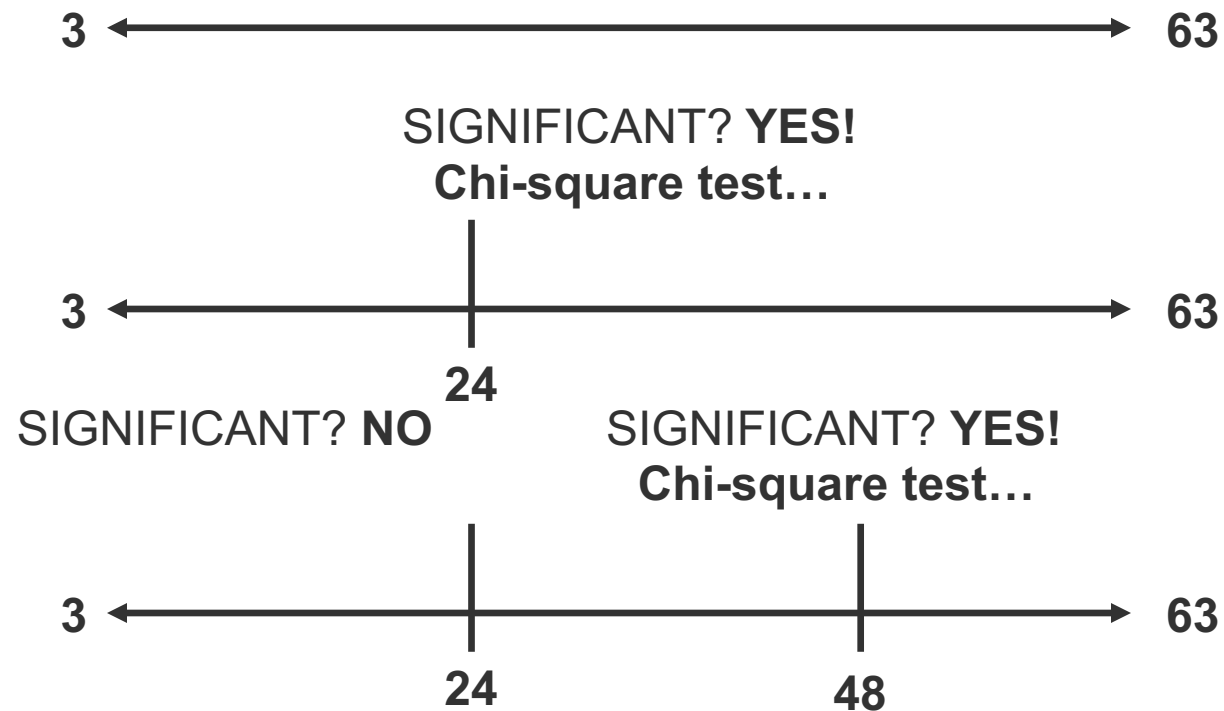 3 63
SIGNIFICANT? YES!
Chi-square test…
3 63
24
SIGNIFICANT? NO SIGNIFICANT? YES!
Chi-square test…
3 63
24 48